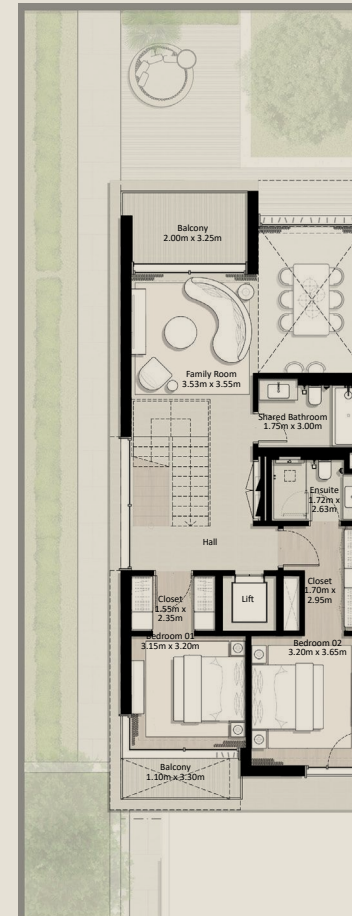 Balcony
2.00m x 3.25m
Family Room
3.53m x 3.55m
Shared Bathroom
1.75m x 3.00m
Ensuite
1.72m x
2.63m
Hall
Closet
1.55m x
2.35m
Lift
Closet
1.70m x
2.95m
Bedroom 01
3.15m x 3.20m
Bedroom 02
3.20m x 3.65m
Balcony
1.10m x 3.30m